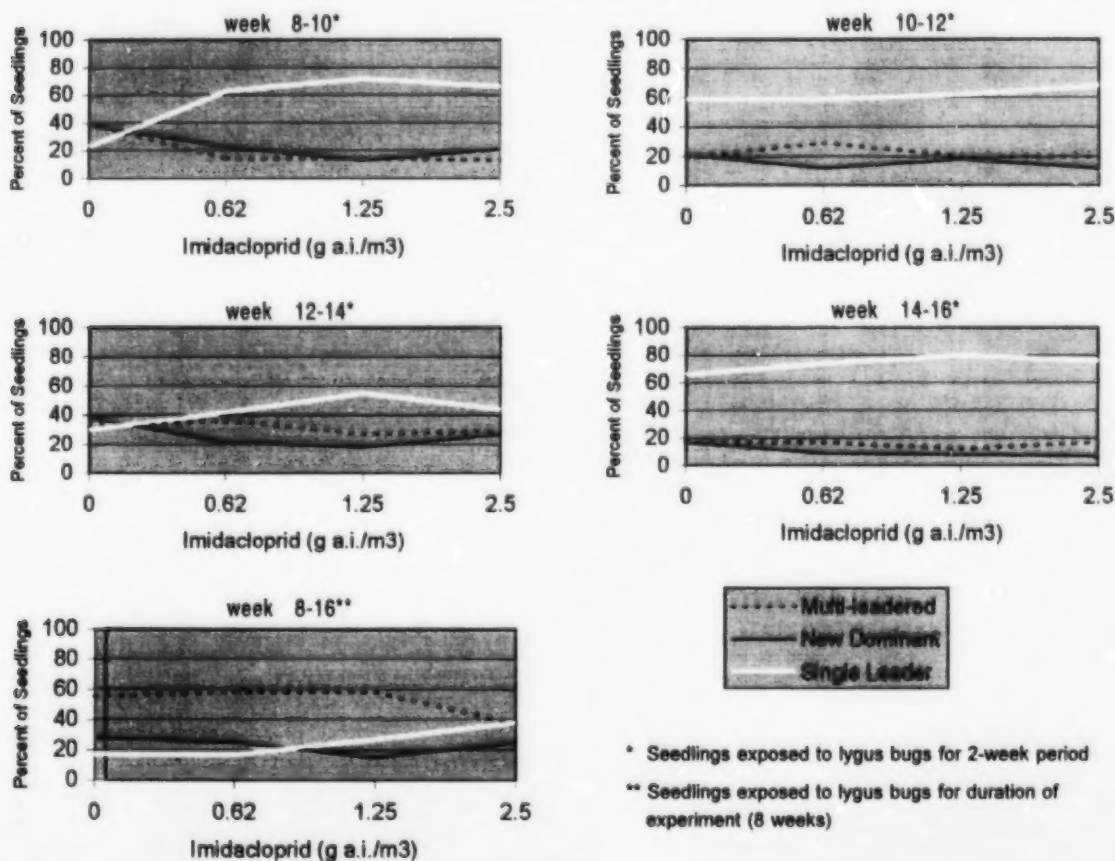 week 8-10*
Percent of Seedlings
100
80
60
40
20
0
0 0.62 1.25 2.5
Imidacloprid (g a.i./m3)
week 10-12*
Percent of Seedlings
100
80
60
40
20
0
0 0.62 1.25 2.5
Imidacloprid (g a.i./m3)
week 12-14*
Percent of Seedlings
100
80
60
40
20
0
0 0.62 1.25 2.5
Imidacloprid (g a.i./m3)
week 14-16*
Percent of Seedlings
100
80
60
40
20
0
0 0.62 1.25 2.5
Imidacloprid (g a.i./m3)
week 8-16**
Percent of Seedlings
100
80
60
40
20
0
0 0.62 1.25 2.5
Imidacloprid (g a.i./m3)
Multi-leadered
New Dominant
Single Leader
* Seedlings exposed to lygus bugs for 2-week period
** Seedlings exposed to lygus bugs for duration of
experiment (8 weeks)